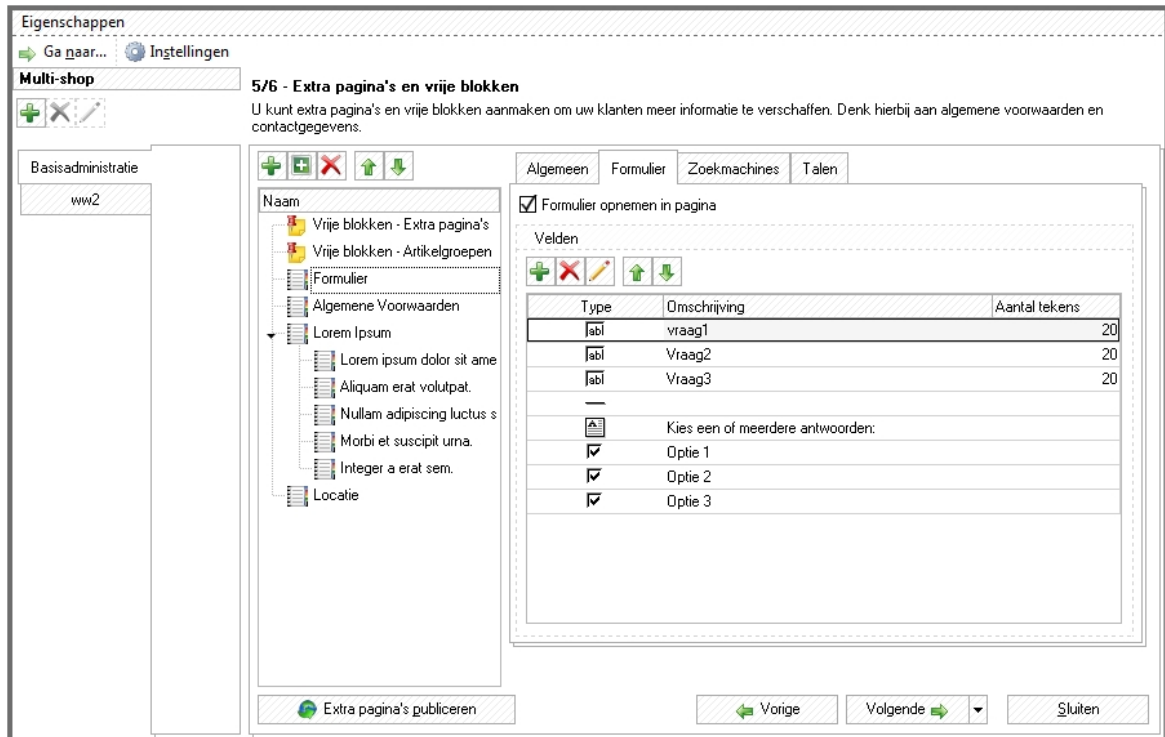 Eigenschappen
Ga naar... Instellingen
Multi-shop
5/6 - Extra pagina's en vrije blokken
U kunt extra pagina's en vrije blokken aanmaken om uw klanten meer informatie te verschaffen. Denk hierbij aan algemene voorwaarden en
contactgegevens.
Basisadministratie
ww2
Naam
Vrije blokken - Extra pagina's
Vrije blokken - Artikelgroepen
Formulier
Algemene Voorwaarden
Lorem Ipsum
Lorem ipsum dolor sit ame
Aliquam erat volutpat.
Nullam adipiscing luctus s
Morbi et suscipit urna.
Integer a erat sem.
Locatie
Algemeen Formulier Zoekmachines Talen
Formulier opnemen in pagina
Velden
Type Omschrijving Aantal tekens
abl vraag1 20
abl Vraag2 20
abl Vraag3 20
Kies een of meerdere antwoorden:
Optie 1
Optie 2
Optie 3
Extra pagina's publiceren
Vorige Volgende Sluiten